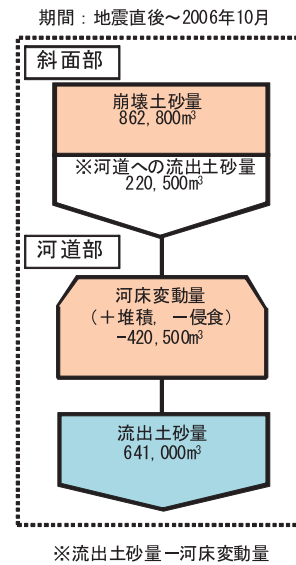 期間：地震直後～2006年10月
斜面部
崩壊土砂量
862,800m³
※河道への流出土砂量
220,500m³
河道部
河床変動量
（＋堆積，－侵食）
−420,500m³
流出土砂量
641,000m³
※流出土砂量－河床変動量